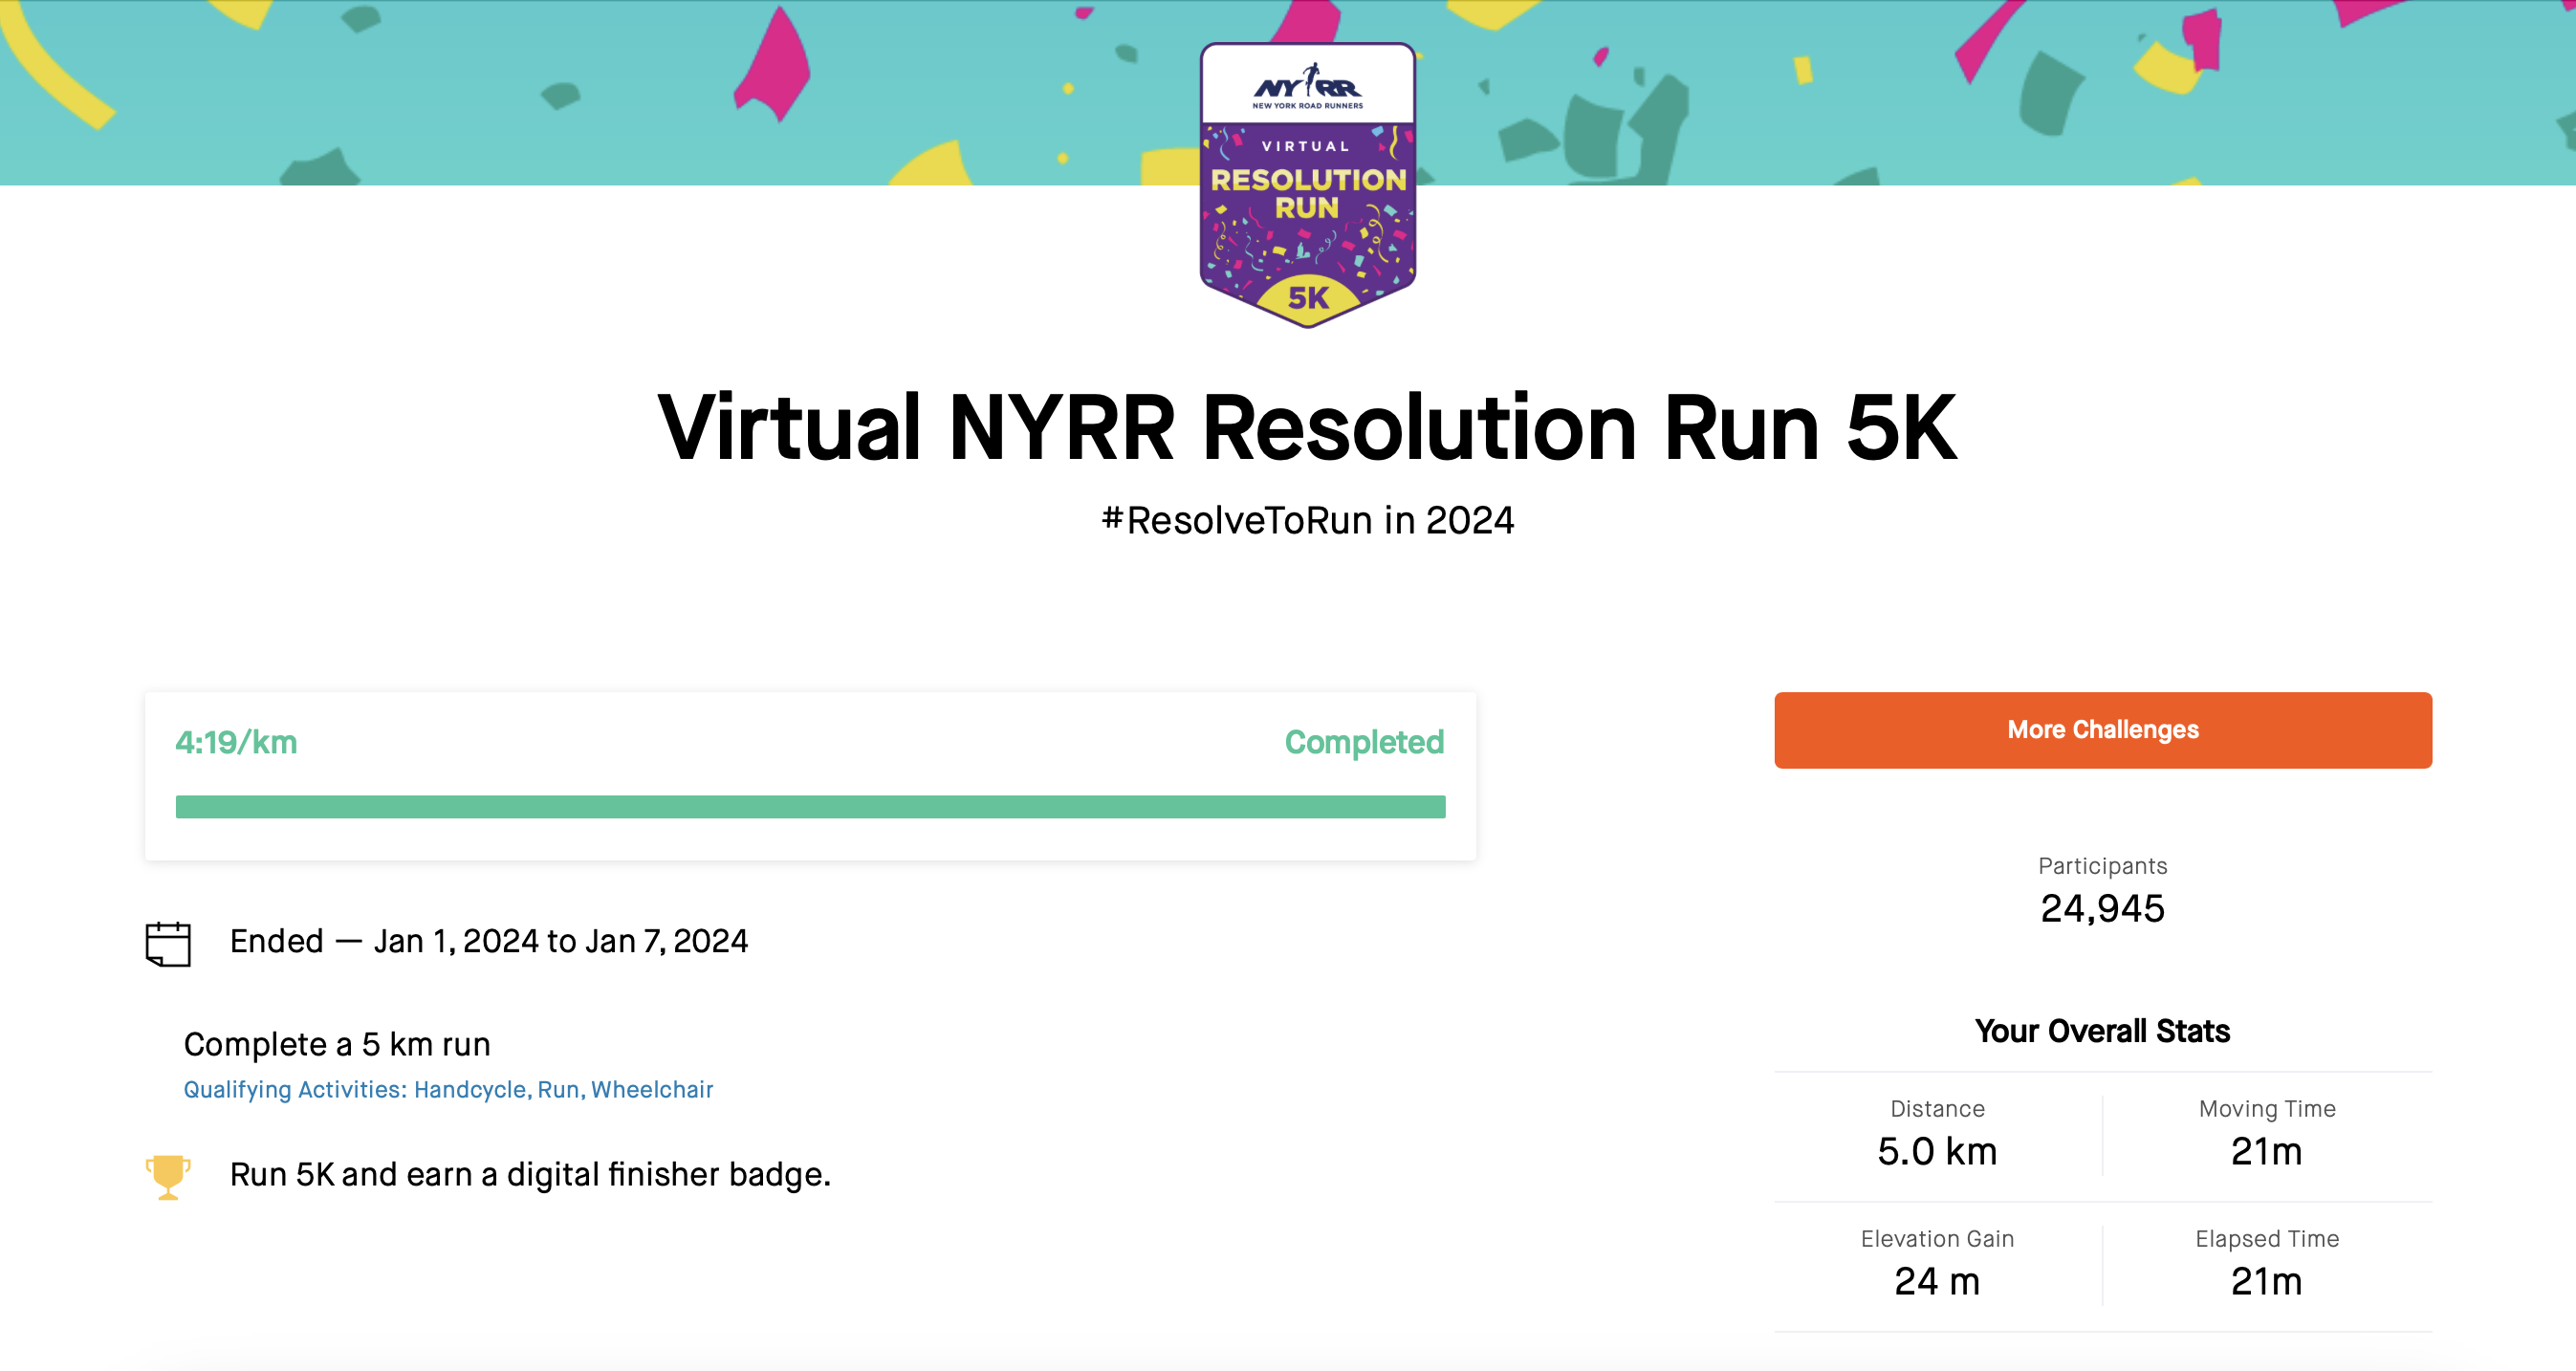 NYRR
NEW YORK ROAD RUNNERS
VIRTUAL
RESOLUTION
RUN
5K
Virtual NYRR Resolution Run 5K
#ResolveToRun in 2024
4:19/km
Completed
More Challenges
Participants
24,945
Ended — Jan 1, 2024 to Jan 7, 2024
Complete a 5 km run
Qualifying Activities: Handcycle, Run, Wheelchair
Run 5K and earn a digital finisher badge.
Your Overall Stats
Distance
5.0 km
Moving Time
21m
Elevation Gain
24 m
Elapsed Time
21m